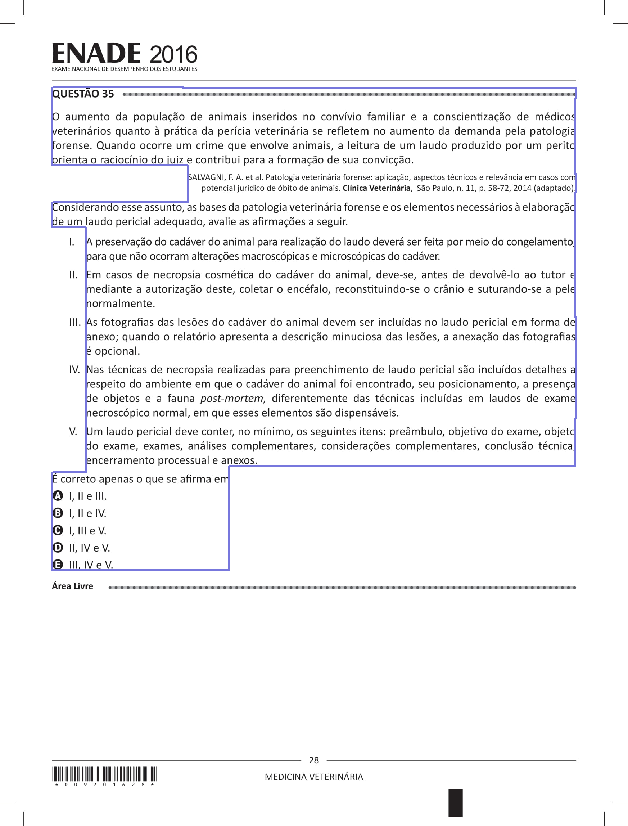 ENADE 2016
EXAME NACIONAL DE DESEMPENHO DOS ESTUDANTES
QUESTÃO 35
O aumento da população de animais inseridos no convívio familiar e a conscientização de médicos
veterinários quanto à prática da perícia veterinária se refletem no aumento da demanda pela patologia
forense. Quando ocorre um crime que envolve animais, a leitura de um laudo produzido por um perito
orienta o raciocínio do juiz e contribui para a formação de sua convicção.
SALVAGNI, F. A. et al. Patologia veterinária forense: aplicação, aspectos técnicos e relevância em casos com
potencial jurídico de óbito de animais. Clínica Veterinária, São Paulo, n. 11, p. 58-72, 2014 (adaptado).
Considerando esse assunto, as bases da patologia veterinária forense e os elementos necessários à elaboração
de um laudo pericial adequado, avalie as afirmações a seguir.
I. A preservação do cadáver do animal para realização do laudo deverá ser feita por meio do congelamento,
para que não ocorram alterações macroscópicas e microscópicas do cadáver.
II. Em casos de necropsia cosmética do cadáver do animal, deve-se, antes de devolvê-lo ao tutor e
mediante a autorização deste, coletar o encéfalo, reconstituindo-se o crânio e suturando-se a pele
normalmente.
III. As fotografias das lesões do cadáver do animal devem ser incluídas no laudo pericial em forma de
anexo; quando o relatório apresenta a descrição minuciosa das lesões, a anexação das fotografias
é opcional.
IV. Nas técnicas de necropsia realizadas para preenchimento de laudo pericial são incluídos detalhes a
respeito do ambiente em que o cadáver do animal foi encontrado, seu posicionamento, a presença
de objetos e a fauna post-mortem, diferentemente das técnicas incluídas em laudos de exame
necroscópico normal, em que esses elementos são dispensáveis.
V. Um laudo pericial deve conter, no mínimo, os seguintes itens: preâmbulo, objetivo do exame, objeto
do exame, exames, análises complementares, considerações complementares, conclusão técnica,
encerramento processual e anexos.
É correto apenas o que se afirma em
A I, II e III.
B I, II e IV.
C I, III e V.
D II, IV e V.
E III, IV e V.
Área Livre
28
MEDICINA VETERINÁRIA